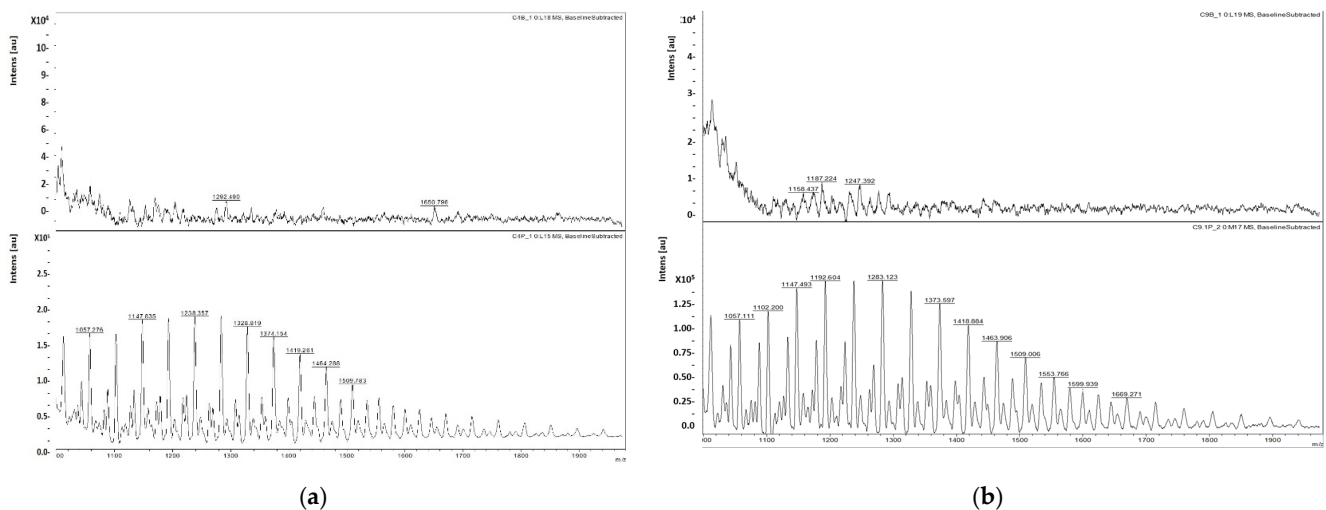 C4B_1 0:L18 MS, BaselineSubtracted
X10⁴
Intens [au]
10-
10-
9-
8-
6-
4-
2-
0-
1292.490
1650.796
C4P_1 0:L15 MS, BaselineSubtracted
Intens [au]
2.5-
2.0-
1.5-
1.0-
0.5-
0.0-
1057.276
1147.635
1238.357
1328.819
1374.154
1419.281
1464.288
1509.783
00 1100 1200 1300 1400 1500 1600 1700 1800 1900
m/z
(a)
C9B_1 0:L19 MS, BaselineSubtracted
x10⁴
Intens [au]
4-
3-
2-
1-
0-
1158.437
1187.224
1247.392
C9.1P_2 0:M17 MS, BaselineSubtracted
Intens [au]
X10⁵
1.25-
1.00-
0.75-
0.50-
0.25-
0.0-
1057.111
1102.200
1147.493
1192.604
1283.123
1373.597
1418.884
1463.906
1509.006
1553.766
1599.939
1669.271
00 1100 1200 1300 1400 1500 1600 1700 1800 1900
m/z
(b)